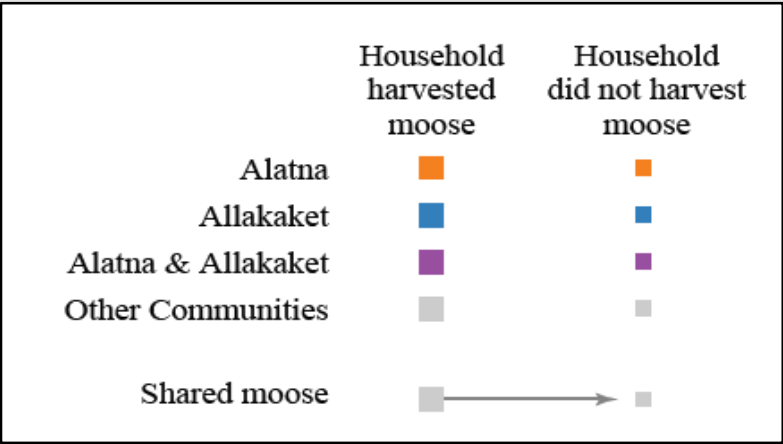 Household
harvested
moose
Household
did not harvest
moose
Alatna
Allakaket
Alatna & Allakaket
Other Communities
Shared moose